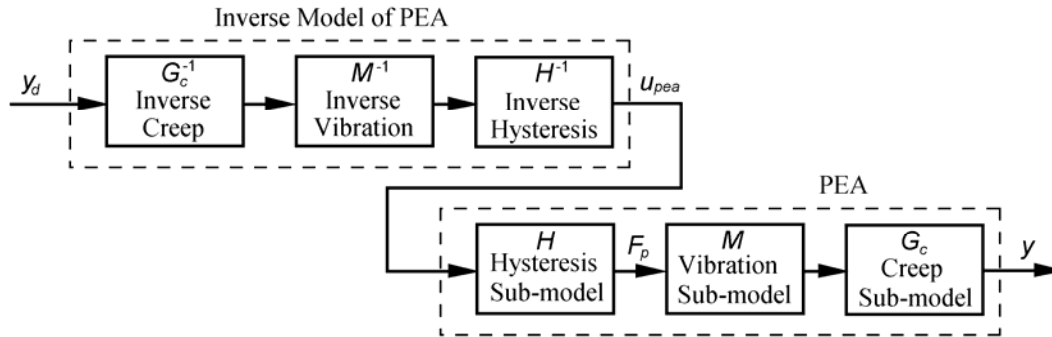 Inverse Model of PEA
y_d
G_c^-1
Inverse
Creep
M^-1
Inverse
Vibration
H^-1
Inverse
Hysteresis
u_pea
PEA
H
Hysteresis
Sub-model
F_p
M
Vibration
Sub-model
G_c
Creep
Sub-model
y